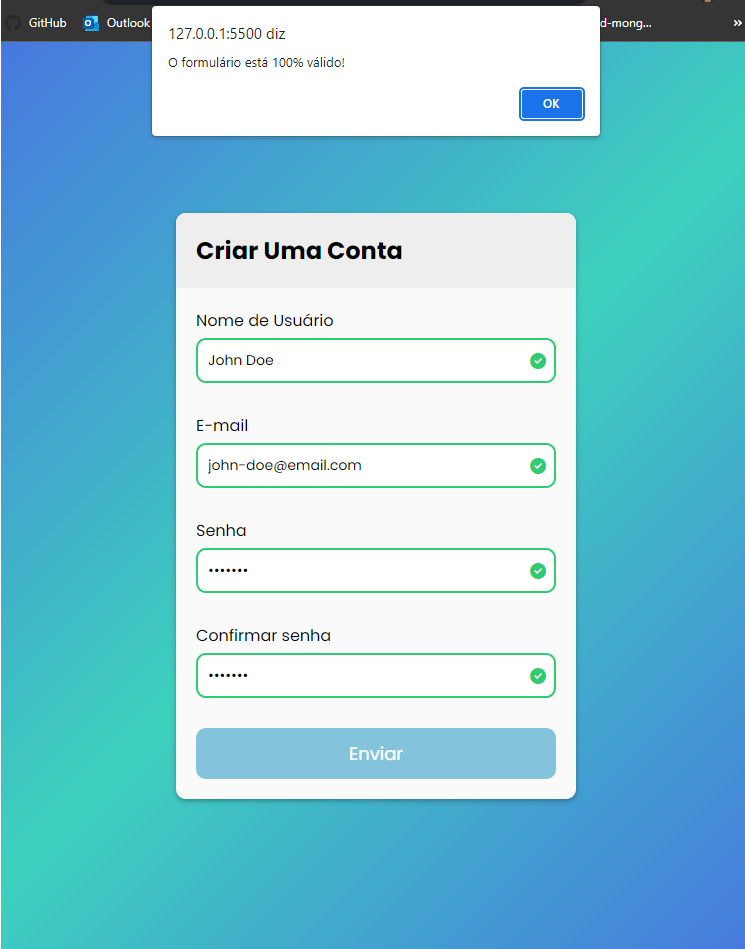 GitHub Outlook d-mong... »
127.0.0.1:5500 diz
O formulário está 100% válido!
OK
Criar Uma Conta
Nome de Usuário
John Doe
E-mail
john-doe@email.com
Senha
•••••••
Confirmar senha
•••••••
Enviar